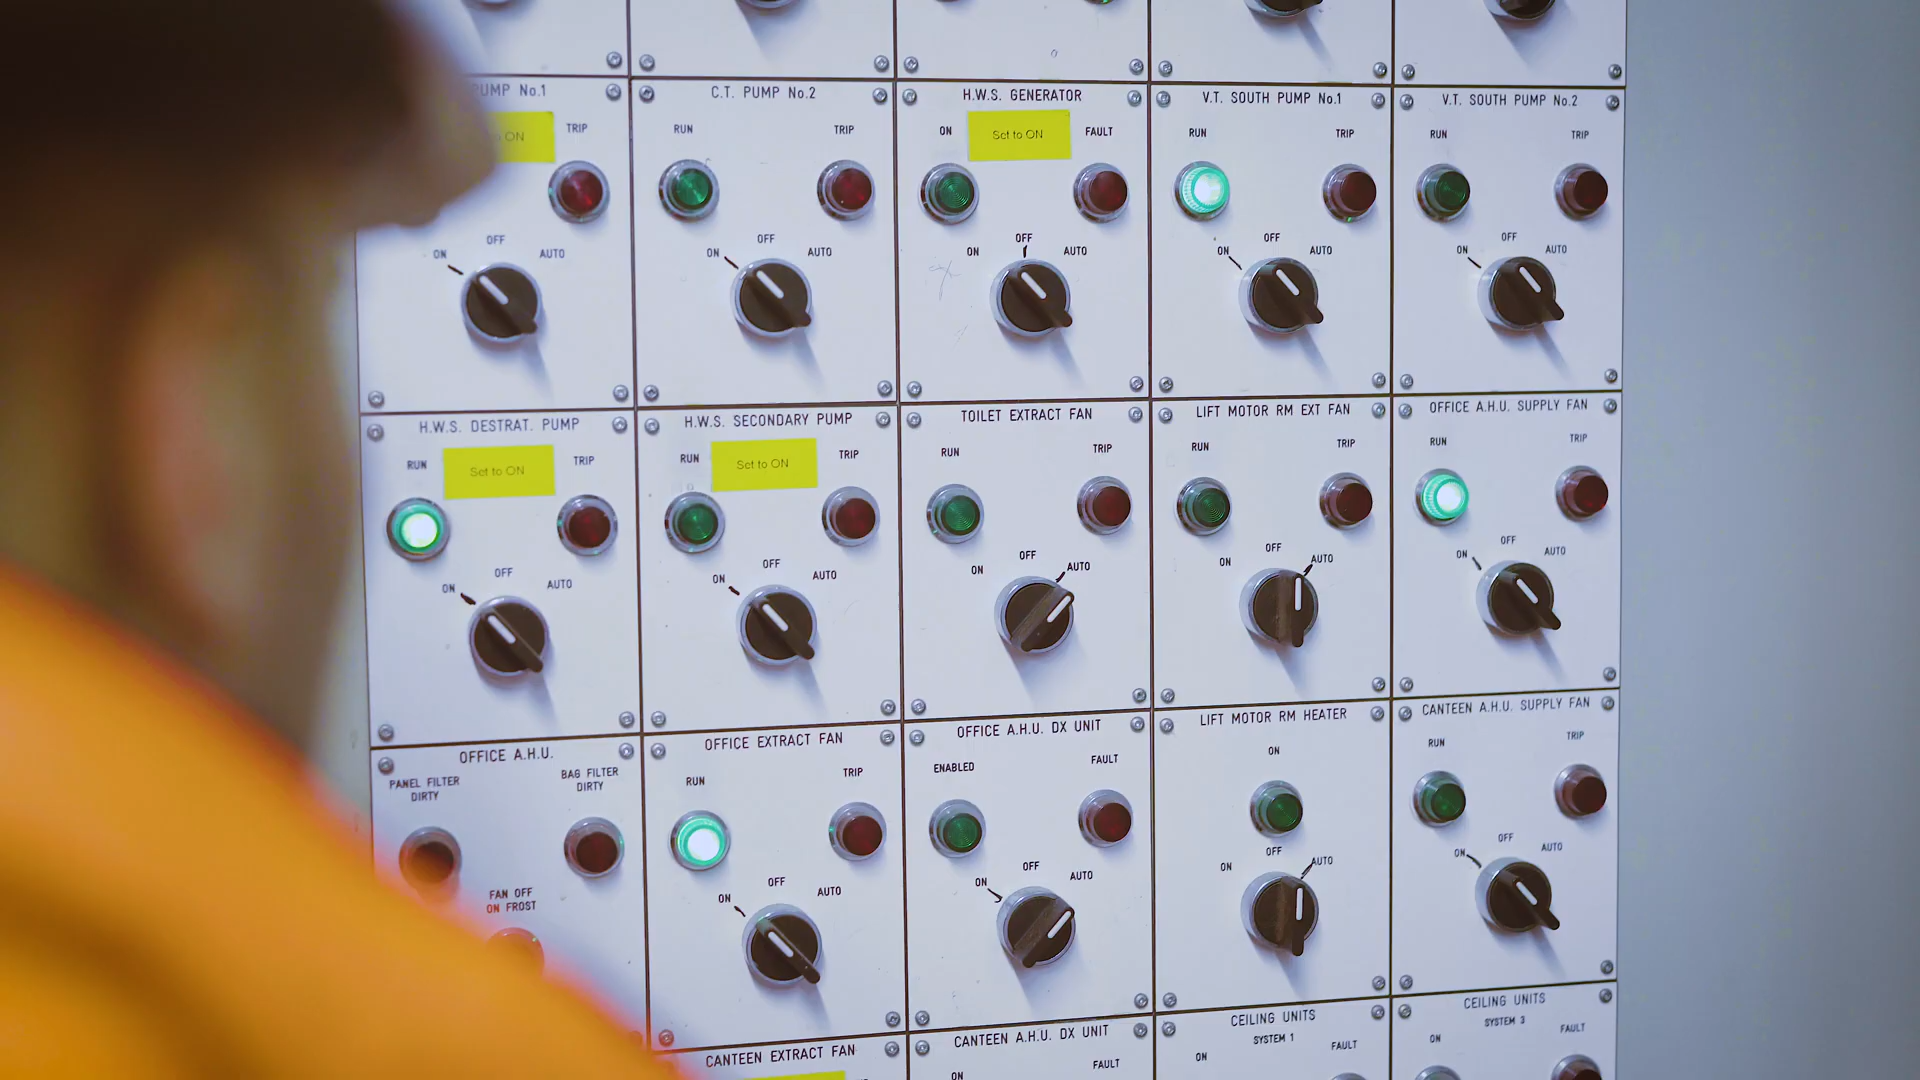 PUMP No.1
ON
TRIP
ON
OFF
AUTO
C.T. PUMP No.2
RUN
TRIP
ON
OFF
AUTO
H.W.S. GENERATOR
ON
Set to ON
FAULT
ON
OFF
AUTO
V.T. SOUTH PUMP No.1
RUN
TRIP
ON
OFF
AUTO
V.T. SOUTH PUMP No.2
RUN
TRIP
ON
OFF
AUTO
H.W.S. DESTRAT. PUMP
RUN
Set to ON
TRIP
ON
OFF
AUTO
H.W.S. SECONDARY PUMP
RUN
Set to ON
TRIP
ON
OFF
AUTO
TOILET EXTRACT FAN
RUN
TRIP
ON
OFF
AUTO
LIFT MOTOR RM EXT FAN
RUN
TRIP
ON
OFF
AUTO
OFFICE A.H.U. SUPPLY FAN
RUN
TRIP
ON
OFF
AUTO
OFFICE A.H.U.
PANEL FILTER
DIRTY
BAG FILTER
DIRTY
FAN OFF
ON FROST
OFFICE EXTRACT FAN
RUN
TRIP
ON
OFF
AUTO
OFFICE A.H.U. DX UNIT
ENABLED
FAULT
ON
OFF
AUTO
LIFT MOTOR RM HEATER
ON
ON
OFF
AUTO
CANTEEN A.H.U. SUPPLY FAN
RUN
TRIP
ON
OFF
AUTO
CANTEEN EXTRACT FAN
CANTEEN A.H.U. DX UNIT
ON
FAULT
CEILING UNITS
SYSTEM 1
ON
FAULT
CEILING UNITS
SYSTEM 3
ON
FAULT